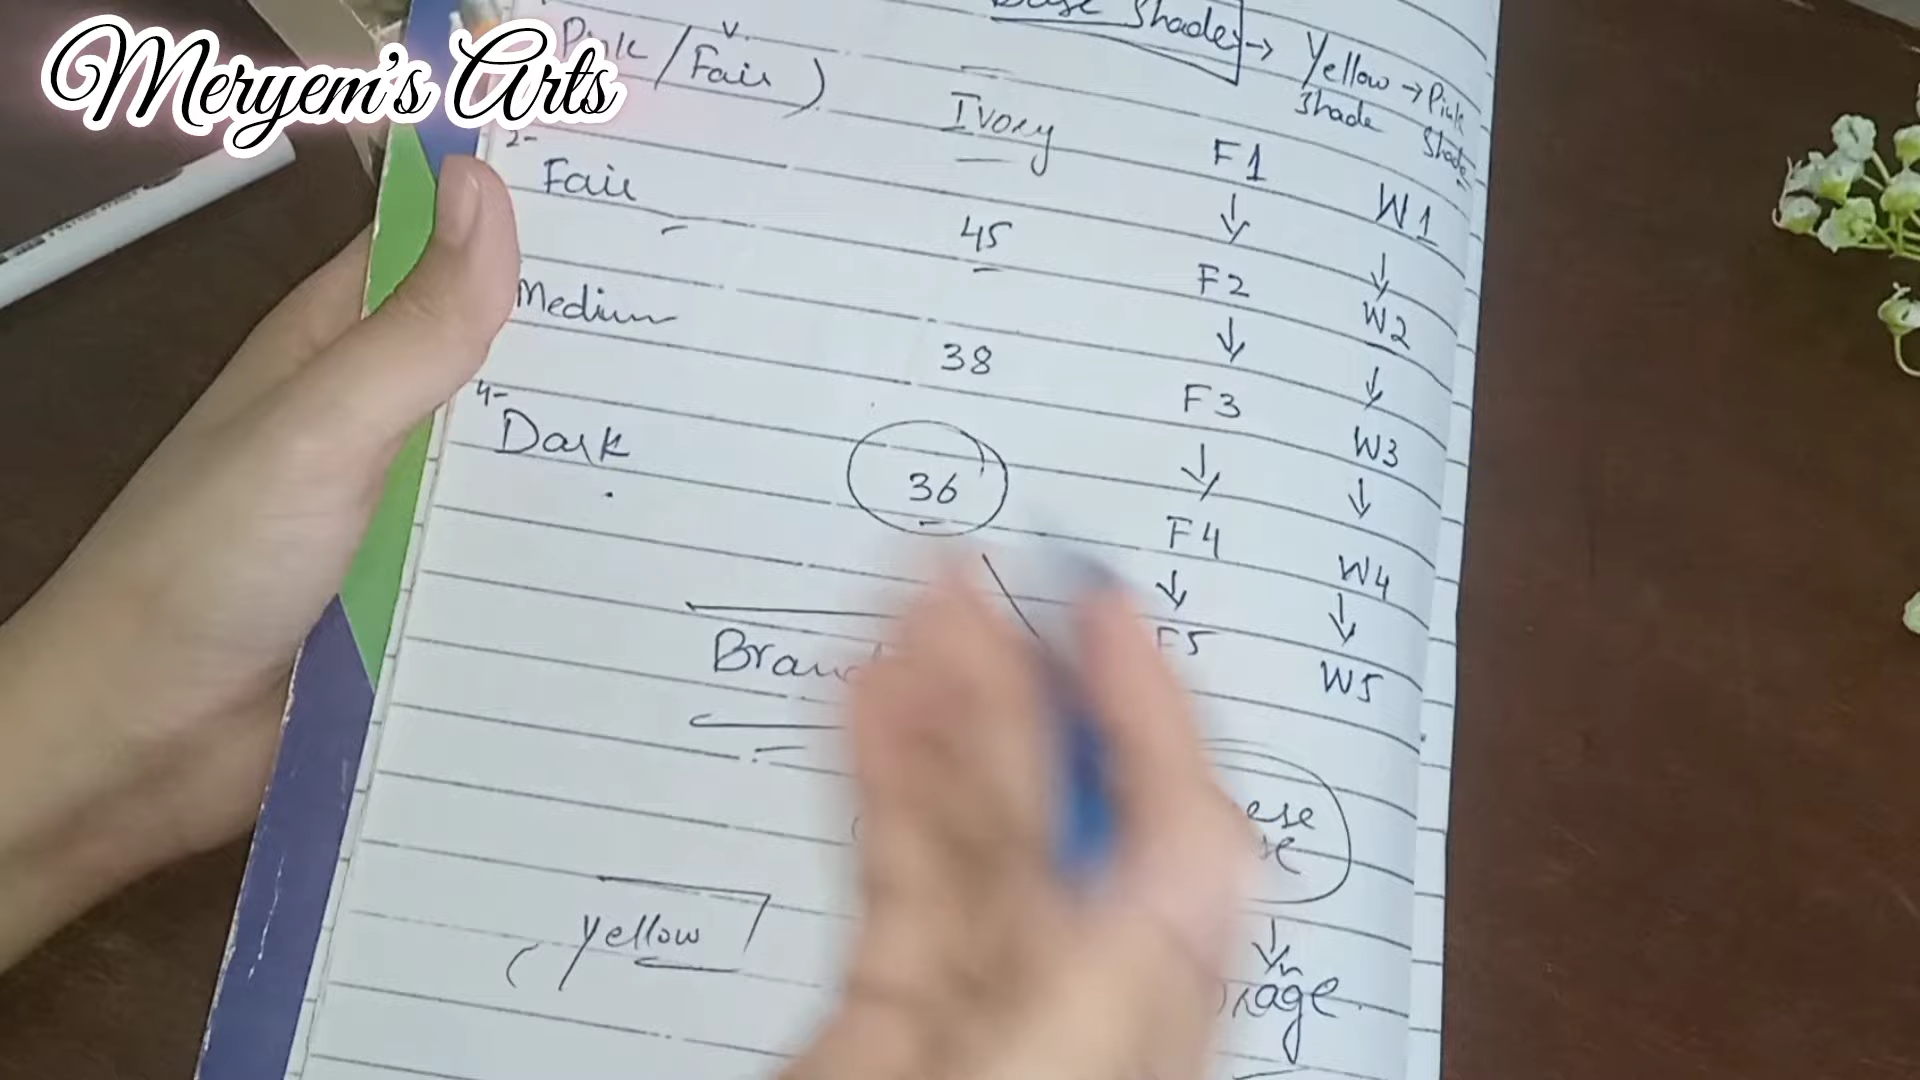 Meryem's Arts
Base Shades → Yellow Shade → Pink Shade
Pink / v. Fair) Ivory F1 W1
2- Fair 45 F2 W2
Medium 38 F3 W3
4- Dark 36 F4 W4
F5 W5
Yellow